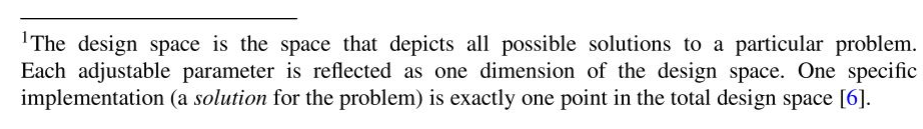 ¹The design space is the space that depicts all possible solutions to a particular problem.
Each adjustable parameter is reflected as one dimension of the design space. One specific
implementation (a solution for the problem) is exactly one point in the total design space [6].